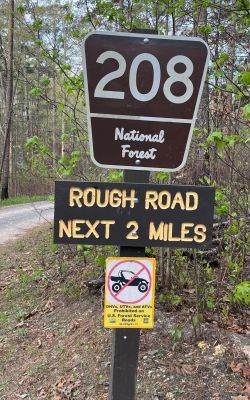 208
National
Forest
ROUGH ROAD
NEXT 2 MILES
OHVs, UTVs, and ATVs
Prohibited on
U.S. Forest Service
Roads